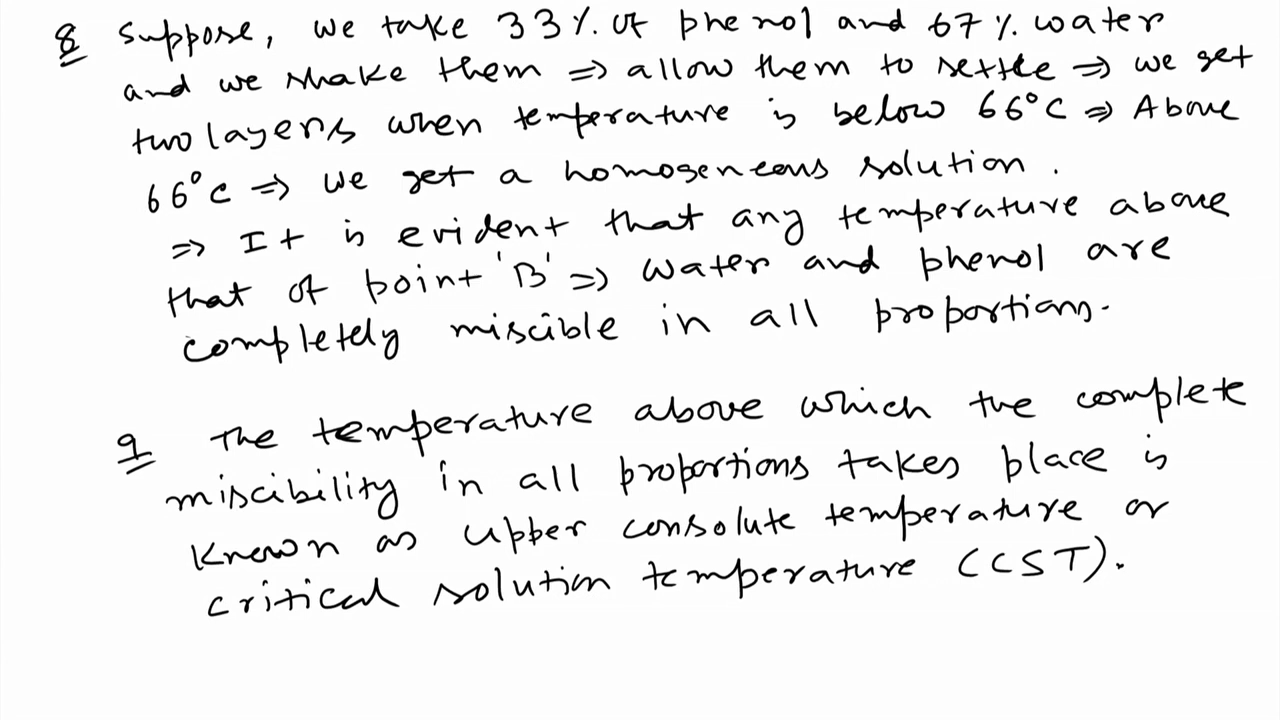 8 Suppose, we take 33%. of phenol and 67%. water
and we shake them ⇒ allow them to settle ⇒ we get
two layers when temperature is below 66°C ⇒ Above
66°C ⇒ we get a homogeneous solution.
⇒ It is evident that any temperature above
that of point 'B' ⇒ water and phenol are
completely miscible in all proportions.
9 The temperature above which the complete
miscibility in all proportions takes place is
known as upper consolute temperature or
critical solution temperature (CST).